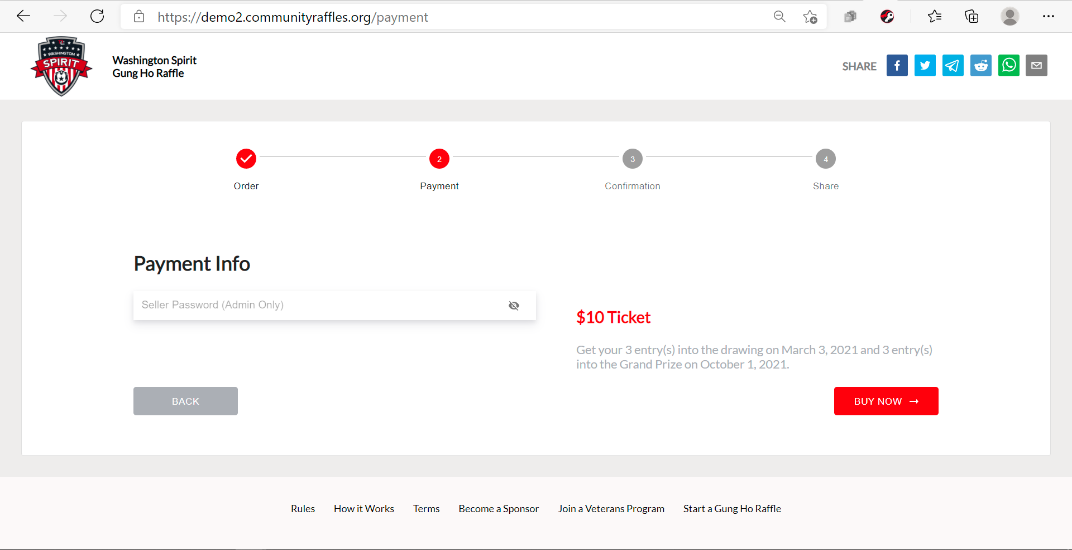 https://demo2.communityraffles.org/payment
WASHINGTON
SPIRIT
Washington Spirit
Gung Ho Raffle
SHARE
2
3
4
Order
Payment
Confirmation
Share
Payment Info
Seller Password (Admin Only)
$10 Ticket
Get your 3 entry(s) into the drawing on March 3, 2021 and 3 entry(s)
into the Grand Prize on October 1, 2021.
BACK
BUY NOW →
Rules
How it Works
Terms
Become a Sponsor
Join a Veterans Program
Start a Gung Ho Raffle